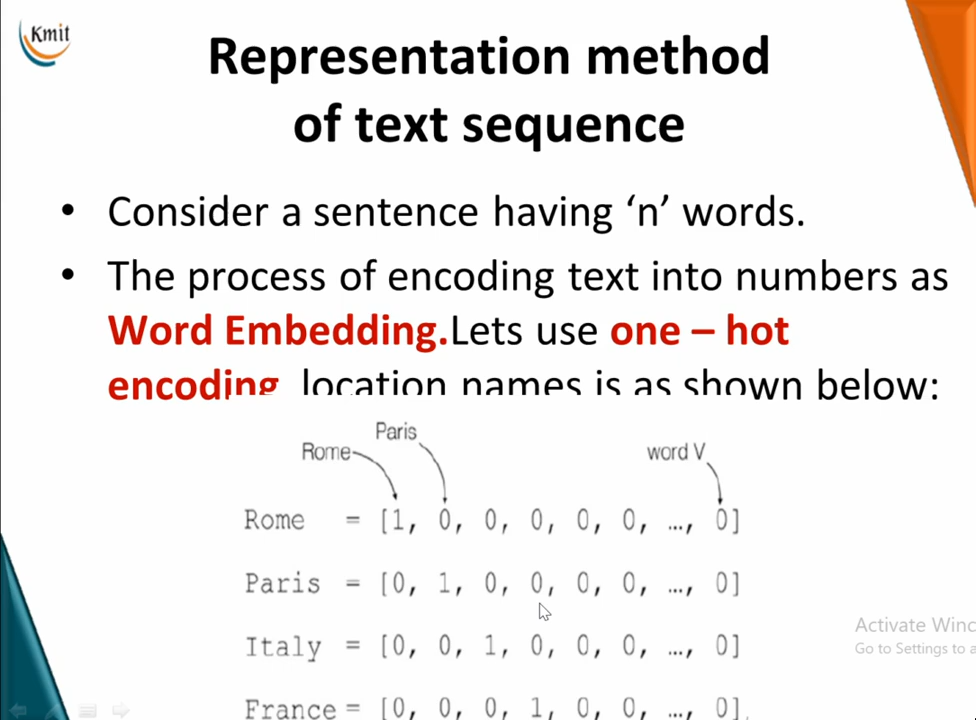 Kmit
Representation method
of text sequence
• Consider a sentence having ‘n’ words.
• The process of encoding text into numbers as
Word Embedding.Lets use one – hot
encoding location names is as shown below:
Paris
Rome
word V
Rome = [1, 0, 0, 0, 0, 0, …, 0]
Paris = [0, 1, 0, 0, 0, 0, …, 0]
Italy = [0, 0, 1, 0, 0, 0, …, 0]
France = [0, 0, 0, 1, 0, 0, …, 0]
Activate Winc
Go to Settings to a